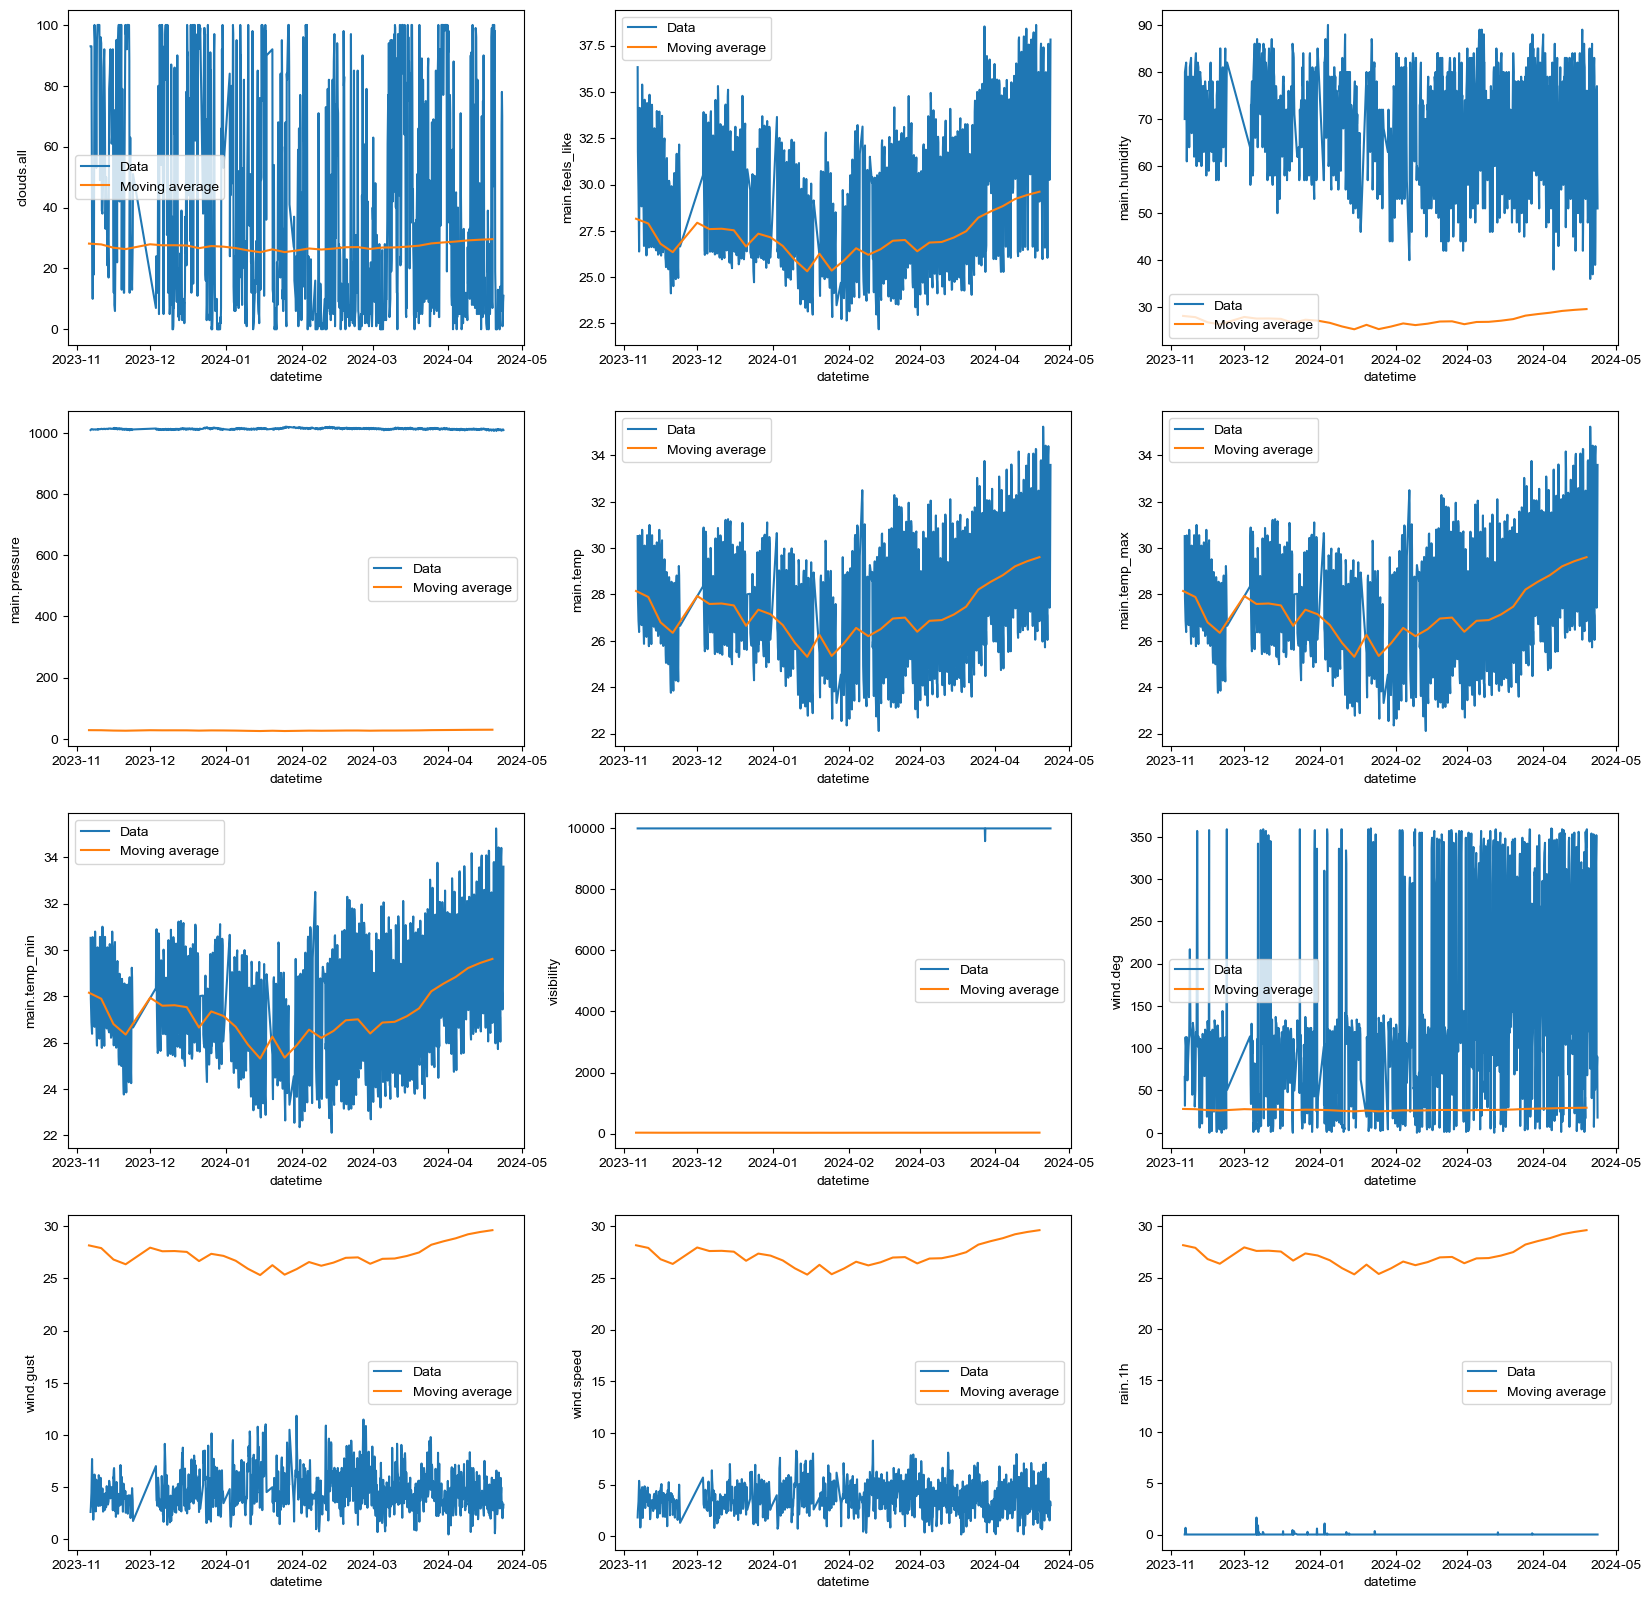 100
80
60
40
20
0
clouds.all
Data
Moving average
2023-11 2023-12 2024-01 2024-02 2024-03 2024-04 2024-05
datetime
37.5
35.0
32.5
30.0
27.5
25.0
22.5
main.feels_like
Data
Moving average
2023-11 2023-12 2024-01 2024-02 2024-03 2024-04 2024-05
datetime
90
80
70
60
50
40
30
main.humidity
Data
Moving average
2023-11 2023-12 2024-01 2024-02 2024-03 2024-04 2024-05
datetime
1000
800
600
400
200
0
main.pressure
Data
Moving average
2023-11 2023-12 2024-01 2024-02 2024-03 2024-04 2024-05
datetime
34
32
30
28
26
24
22
main.temp
Data
Moving average
2023-11 2023-12 2024-01 2024-02 2024-03 2024-04 2024-05
datetime
34
32
30
28
26
24
22
main.temp_max
Data
Moving average
2023-11 2023-12 2024-01 2024-02 2024-03 2024-04 2024-05
datetime
34
32
30
28
26
24
22
main.temp_min
Data
Moving average
2023-11 2023-12 2024-01 2024-02 2024-03 2024-04 2024-05
datetime
10000
8000
6000
4000
2000
0
visibility
Data
Moving average
2023-11 2023-12 2024-01 2024-02 2024-03 2024-04 2024-05
datetime
350
300
250
200
150
100
50
0
wind.deg
Data
Moving average
2023-11 2023-12 2024-01 2024-02 2024-03 2024-04 2024-05
datetime
30
25
20
15
10
5
0
wind.gust
Data
Moving average
2023-11 2023-12 2024-01 2024-02 2024-03 2024-04 2024-05
datetime
30
25
20
15
10
5
0
wind.speed
Data
Moving average
2023-11 2023-12 2024-01 2024-02 2024-03 2024-04 2024-05
datetime
30
25
20
15
10
5
0
rain.1h
Data
Moving average
2023-11 2023-12 2024-01 2024-02 2024-03 2024-04 2024-05
datetime